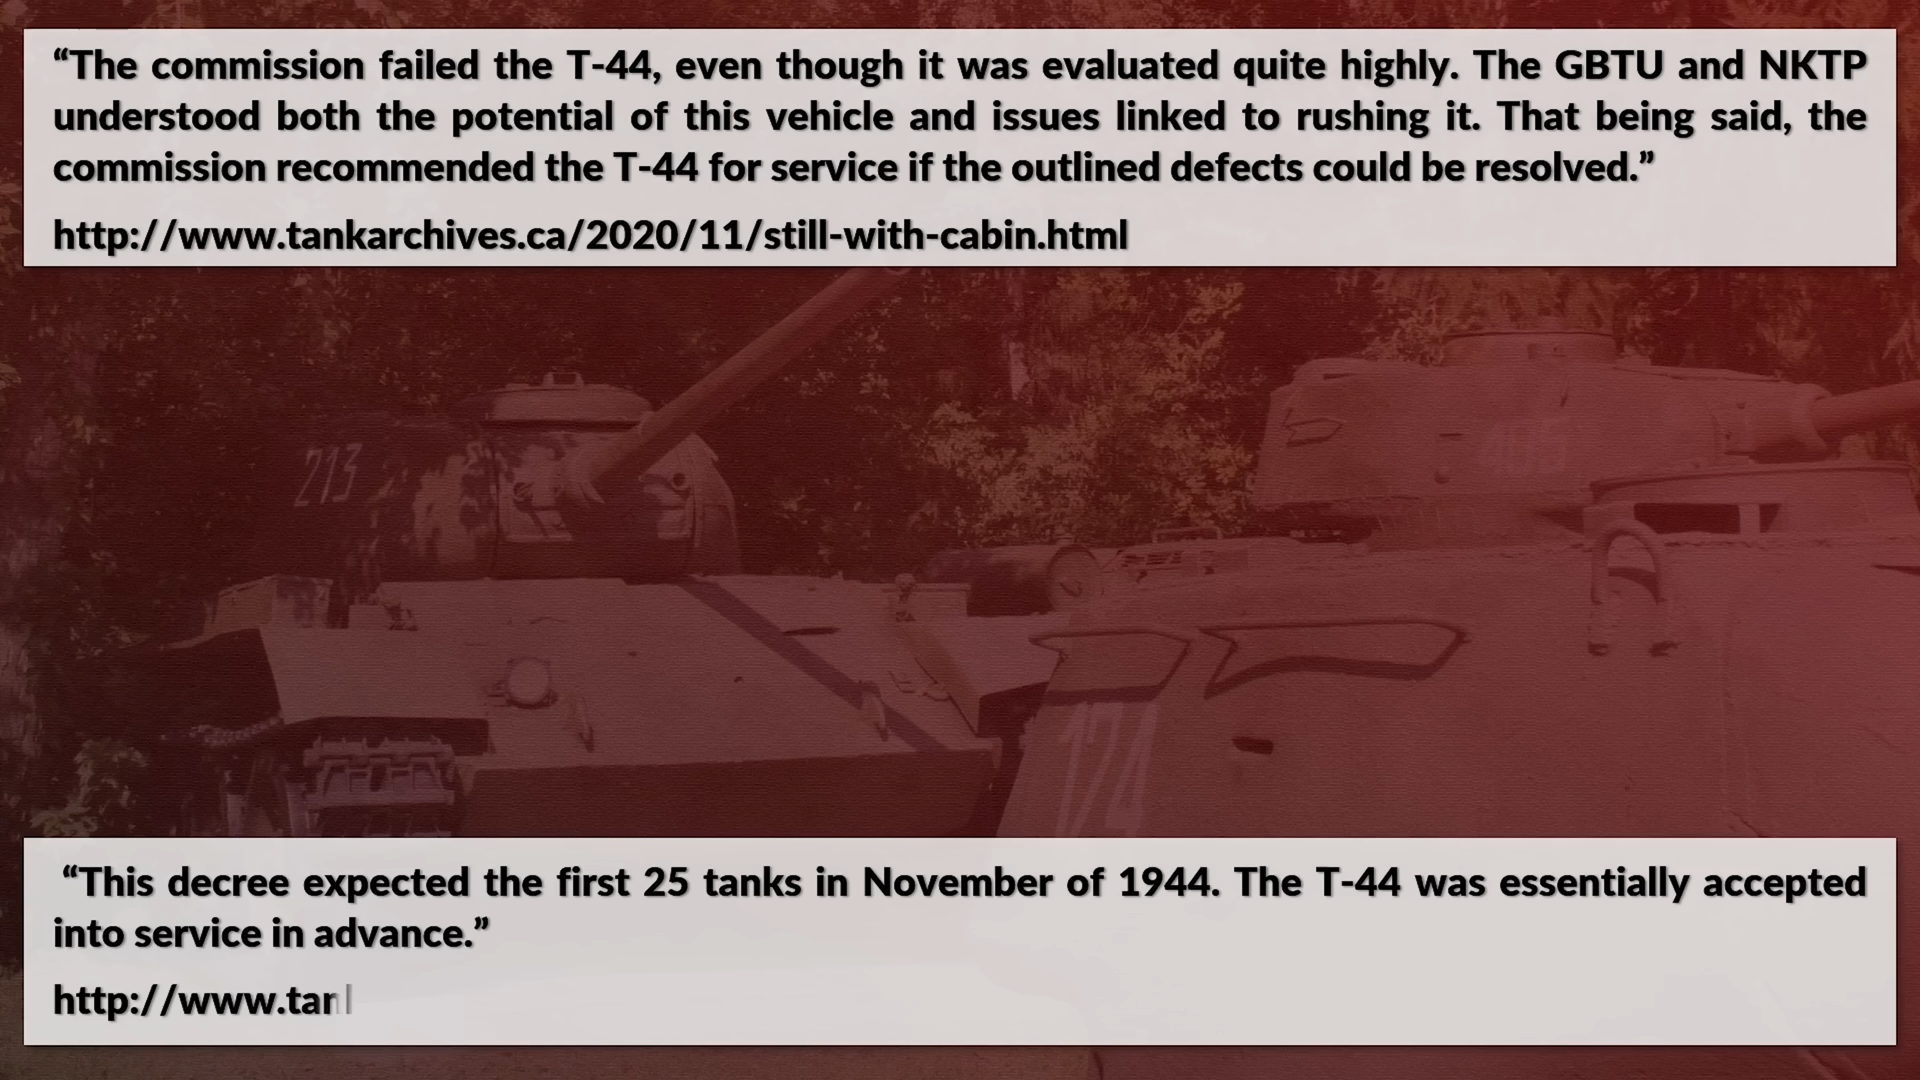 “The commission failed the T-44, even though it was evaluated quite highly. The GBTU and NKTP
understood both the potential of this vehicle and issues linked to rushing it. That being said, the
commission recommended the T-44 for service if the outlined defects could be resolved.”
http://www.tankarchives.ca/2020/11/still-with-cabin.html
213
124
“This decree expected the first 25 tanks in November of 1944. The T-44 was essentially accepted
into service in advance.”